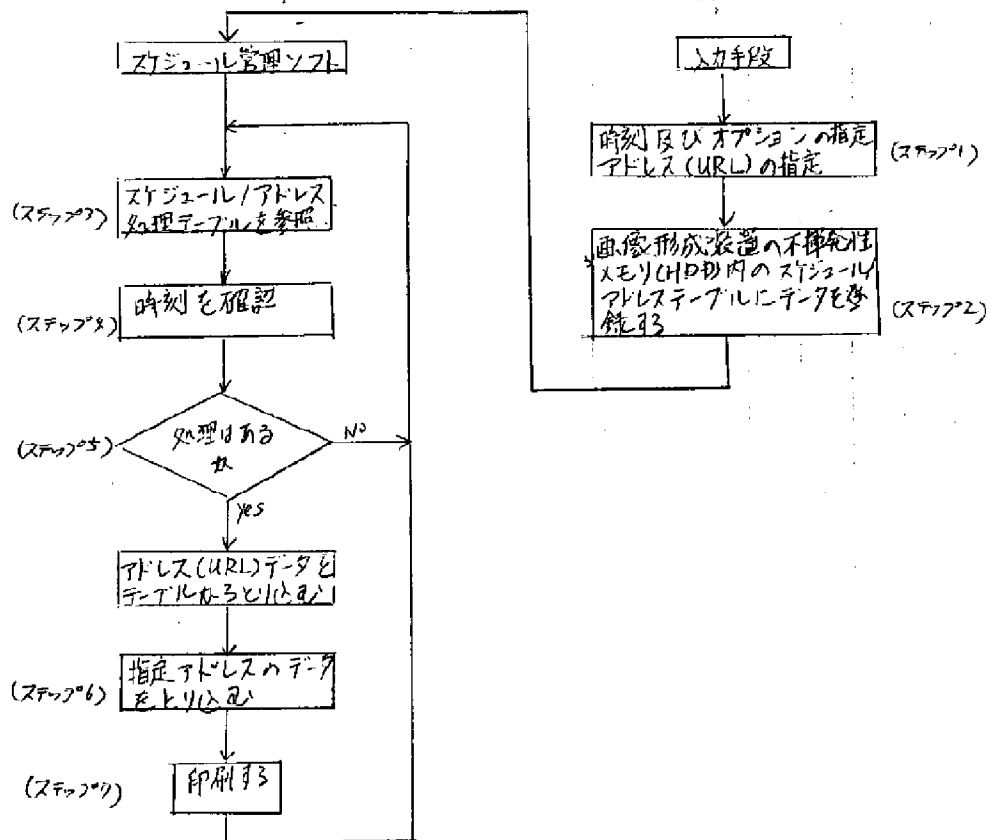 入力手段
時刻及びオプションの指定
アドレス(URL)の指定
(ステップ1)
画像形成装置の不揮発性
メモリ(HDD)内のスケジュール/
アドレステーブルにデータを登
録する
(ステップ2)
スケジュール管理ソフト
スケジュール/アドレス
処理テーブルを参照
(ステップ3)
時刻を確認
(ステップ4)
処理はある
か
(ステップ5)
No
yes
アドレス(URL)データを
テーブルからとり込む
指定アドレスのデータ
をとり込む
(ステップ6)
印刷する
(ステップ7)